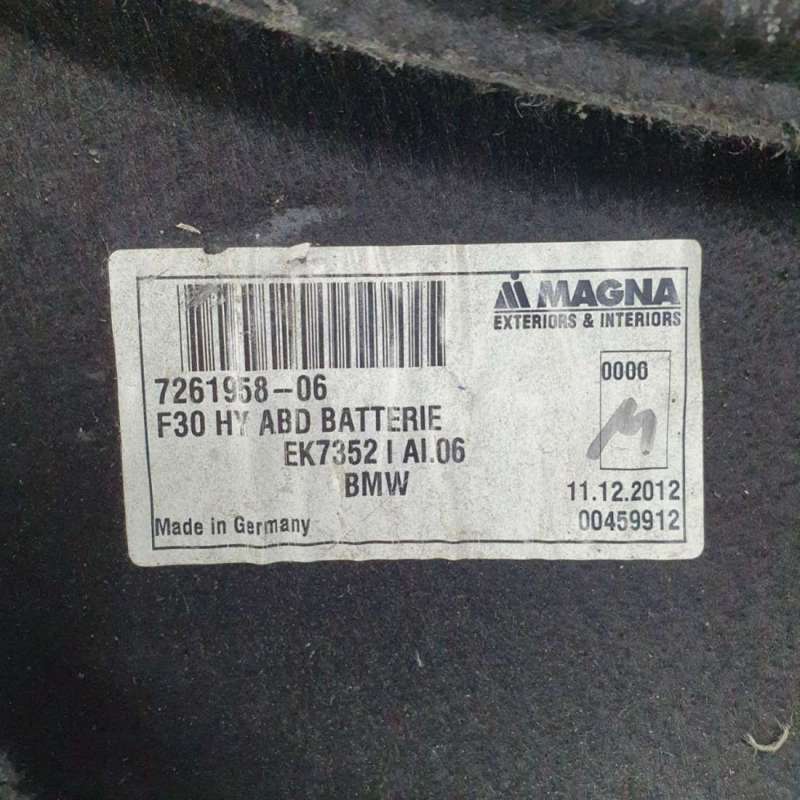 MAGNA
EXTERIORS & INTERIORS
7261958-06
F30 HY ABD BATTERIE
EK7352 I AI.06
BMW
0006
M
11.12.2012
00459912
Made in Germany